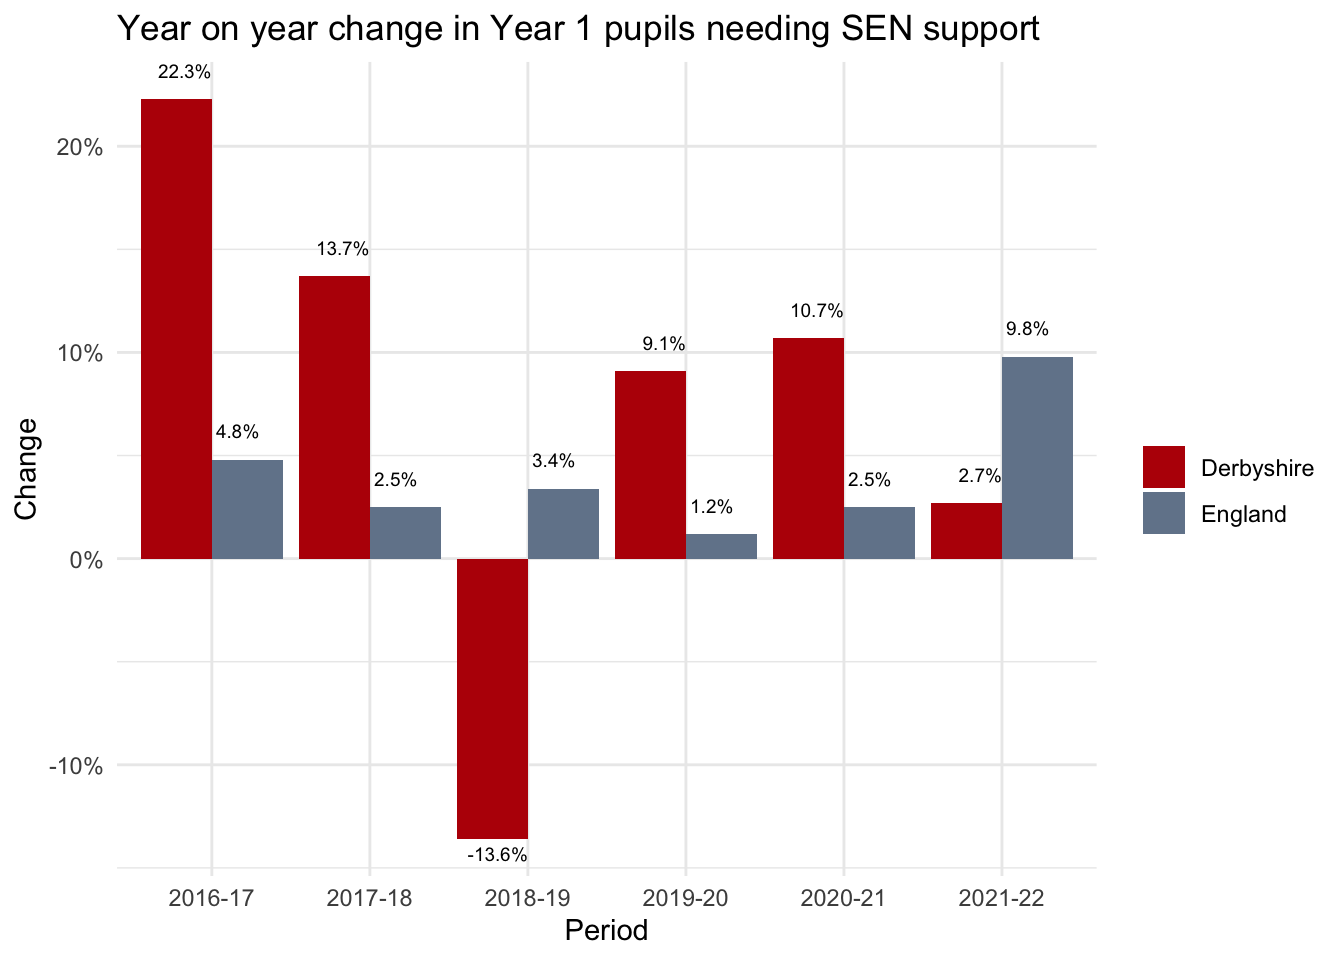 Year on year change in Year 1 pupils needing SEN support
22.3%
20%
13.7%
10.7%
9.8%
9.1%
10%
4.8%
3.4%
2.5%
2.5%
2.7%
1.2%
Change
Derbyshire
England
0%
-10%
-13.6%
2016-17 2017-18 2018-19 2019-20 2020-21 2021-22
Period